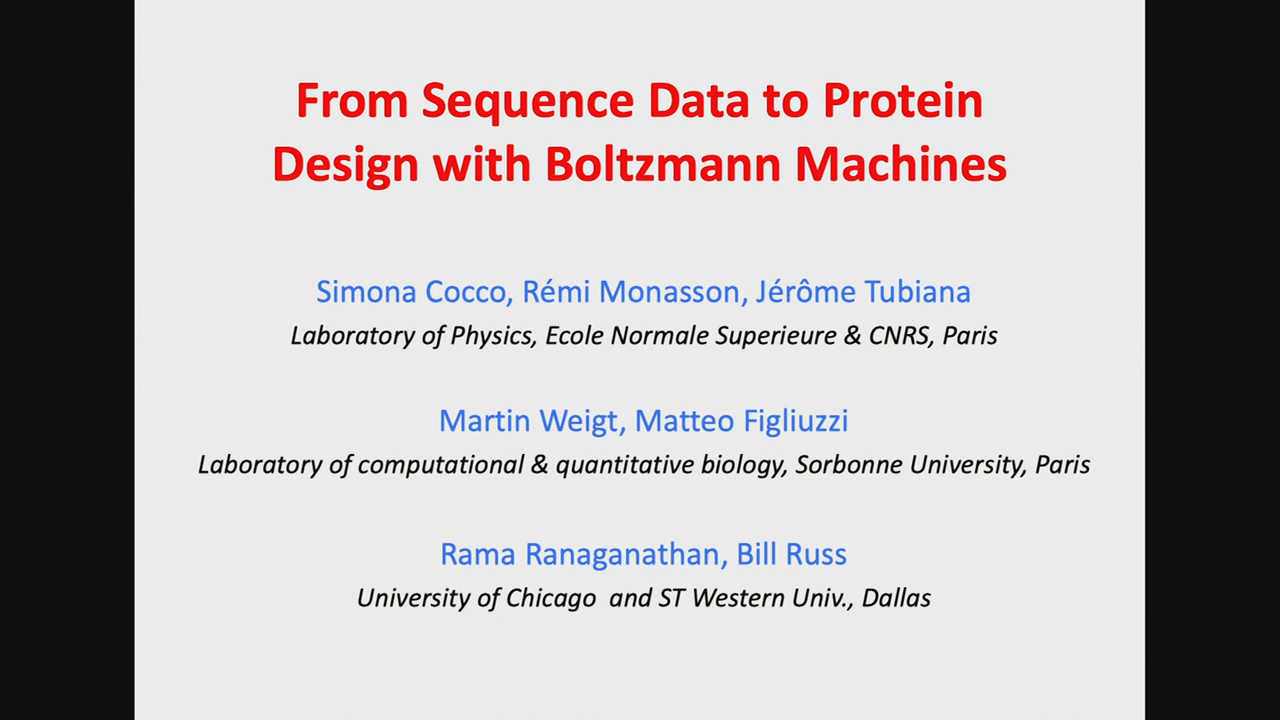 From Sequence Data to Protein
Design with Boltzmann Machines
Simona Cocco, Rémi Monasson, Jérôme Tubiana
Laboratory of Physics, Ecole Normale Superieure & CNRS, Paris
Martin Weigt, Matteo Figliuzzi
Laboratory of computational & quantitative biology, Sorbonne University, Paris
Rama Ranaganathan, Bill Russ
University of Chicago and ST Western Univ., Dallas